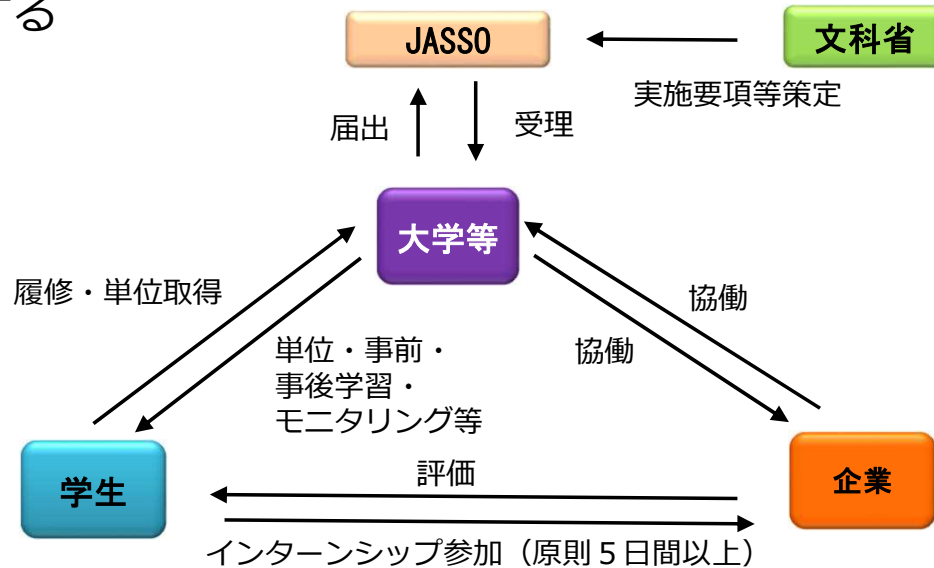 る
JASSO
文科省
実施要項等策定
届出
受理
大学等
履修・単位取得
協働
協働
単位・事前・
事後学習・
モニタリング等
学生
評価
企業
インターンシップ参加（原則５日間以上）